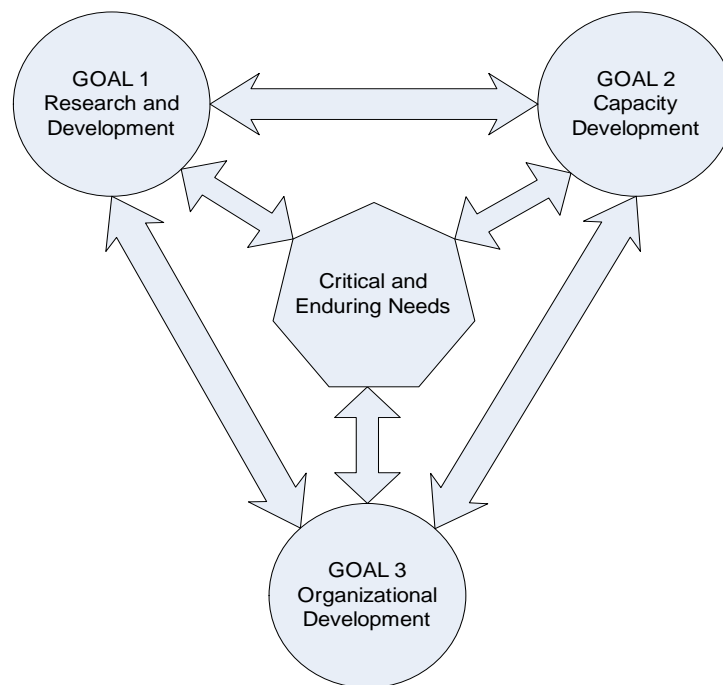 GOAL 1
Research and
Development
GOAL 2
Capacity
Development
Critical and
Enduring Needs
GOAL 3
Organizational
Development